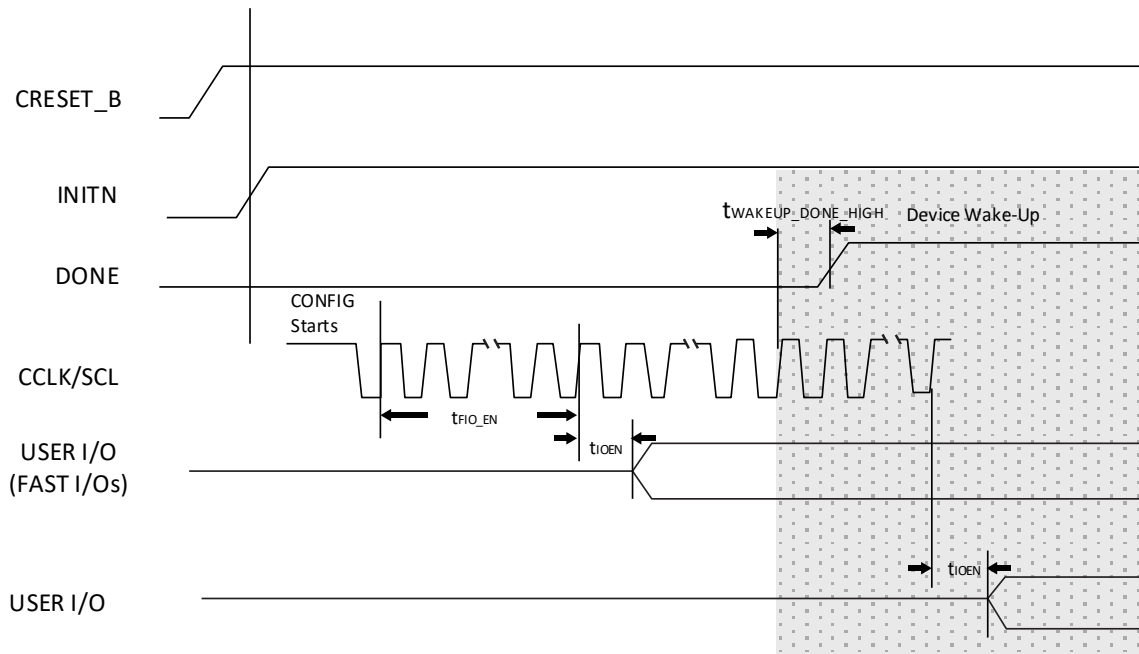 CRESET_B
INITN
tWAKEUP_DONE_HIGH
Device Wake-Up
DONE
CONFIG
Starts
CCLK/SCL
tFIO_EN
USER I/O
(FAST I/Os)
tIOEN
tIOEN
USER I/O